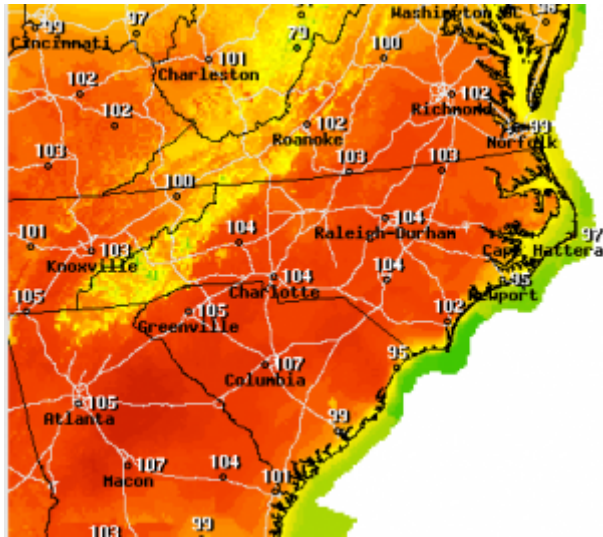 Washington DC
99
97
98
Cincinnati
79
100
101
Charleston
102
102
Richmond
102
102
Roanoke
99
Norfolk
103
103
103
100
104
Raleigh-Durham
101
104
97
Cape Hattera
103
Knoxville
104
104
95
Charlotte
Newport
105
105
102
Greenville
95
107
Columbia
105
Atlanta
99
107
104
101
Macon
103
99